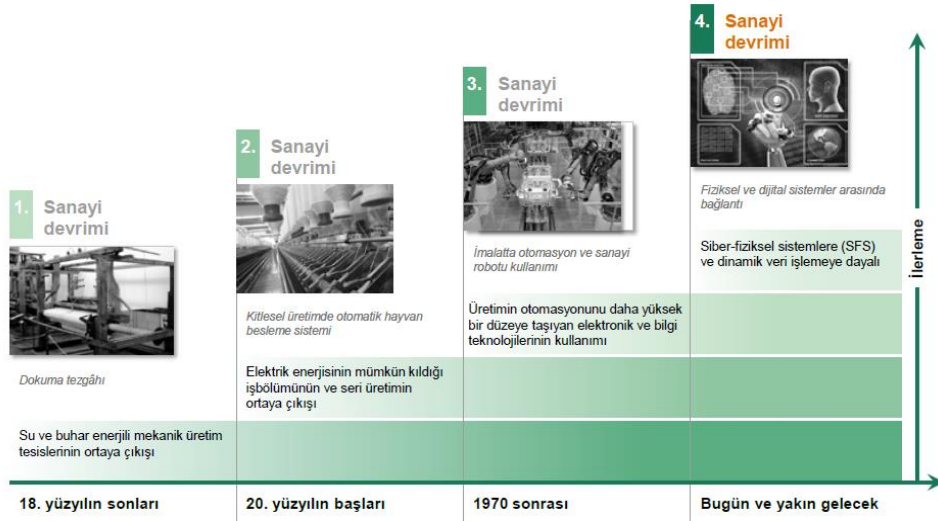 1. Sanayi
devrimi
Dokuma tezgâhı
Su ve buhar enerjili mekanik üretim
tesislerinin ortaya çıkışı
18. yüzyılın sonları
2. Sanayi
devrimi
Kitlesel üretimde otomatik hayvan
besleme sistemi
Elektrik enerjisinin mümkün kıldığı
işbölümünün ve seri üretimin
ortaya çıkışı
20. yüzyılın başları
3. Sanayi
devrimi
İmalatta otomasyon ve sanayi
robotu kullanımı
Üretimin otomasyonunu daha yüksek
bir düzeye taşıyan elektronik ve bilgi
teknolojilerinin kullanımı
1970 sonrası
4. Sanayi
devrimi
Fiziksel ve dijital sistemler arasında
bağlantı
Siber-fiziksel sistemlere (SFS)
ve dinamik veri işlemeye dayalı
Bugün ve yakın gelecek
İlerleme